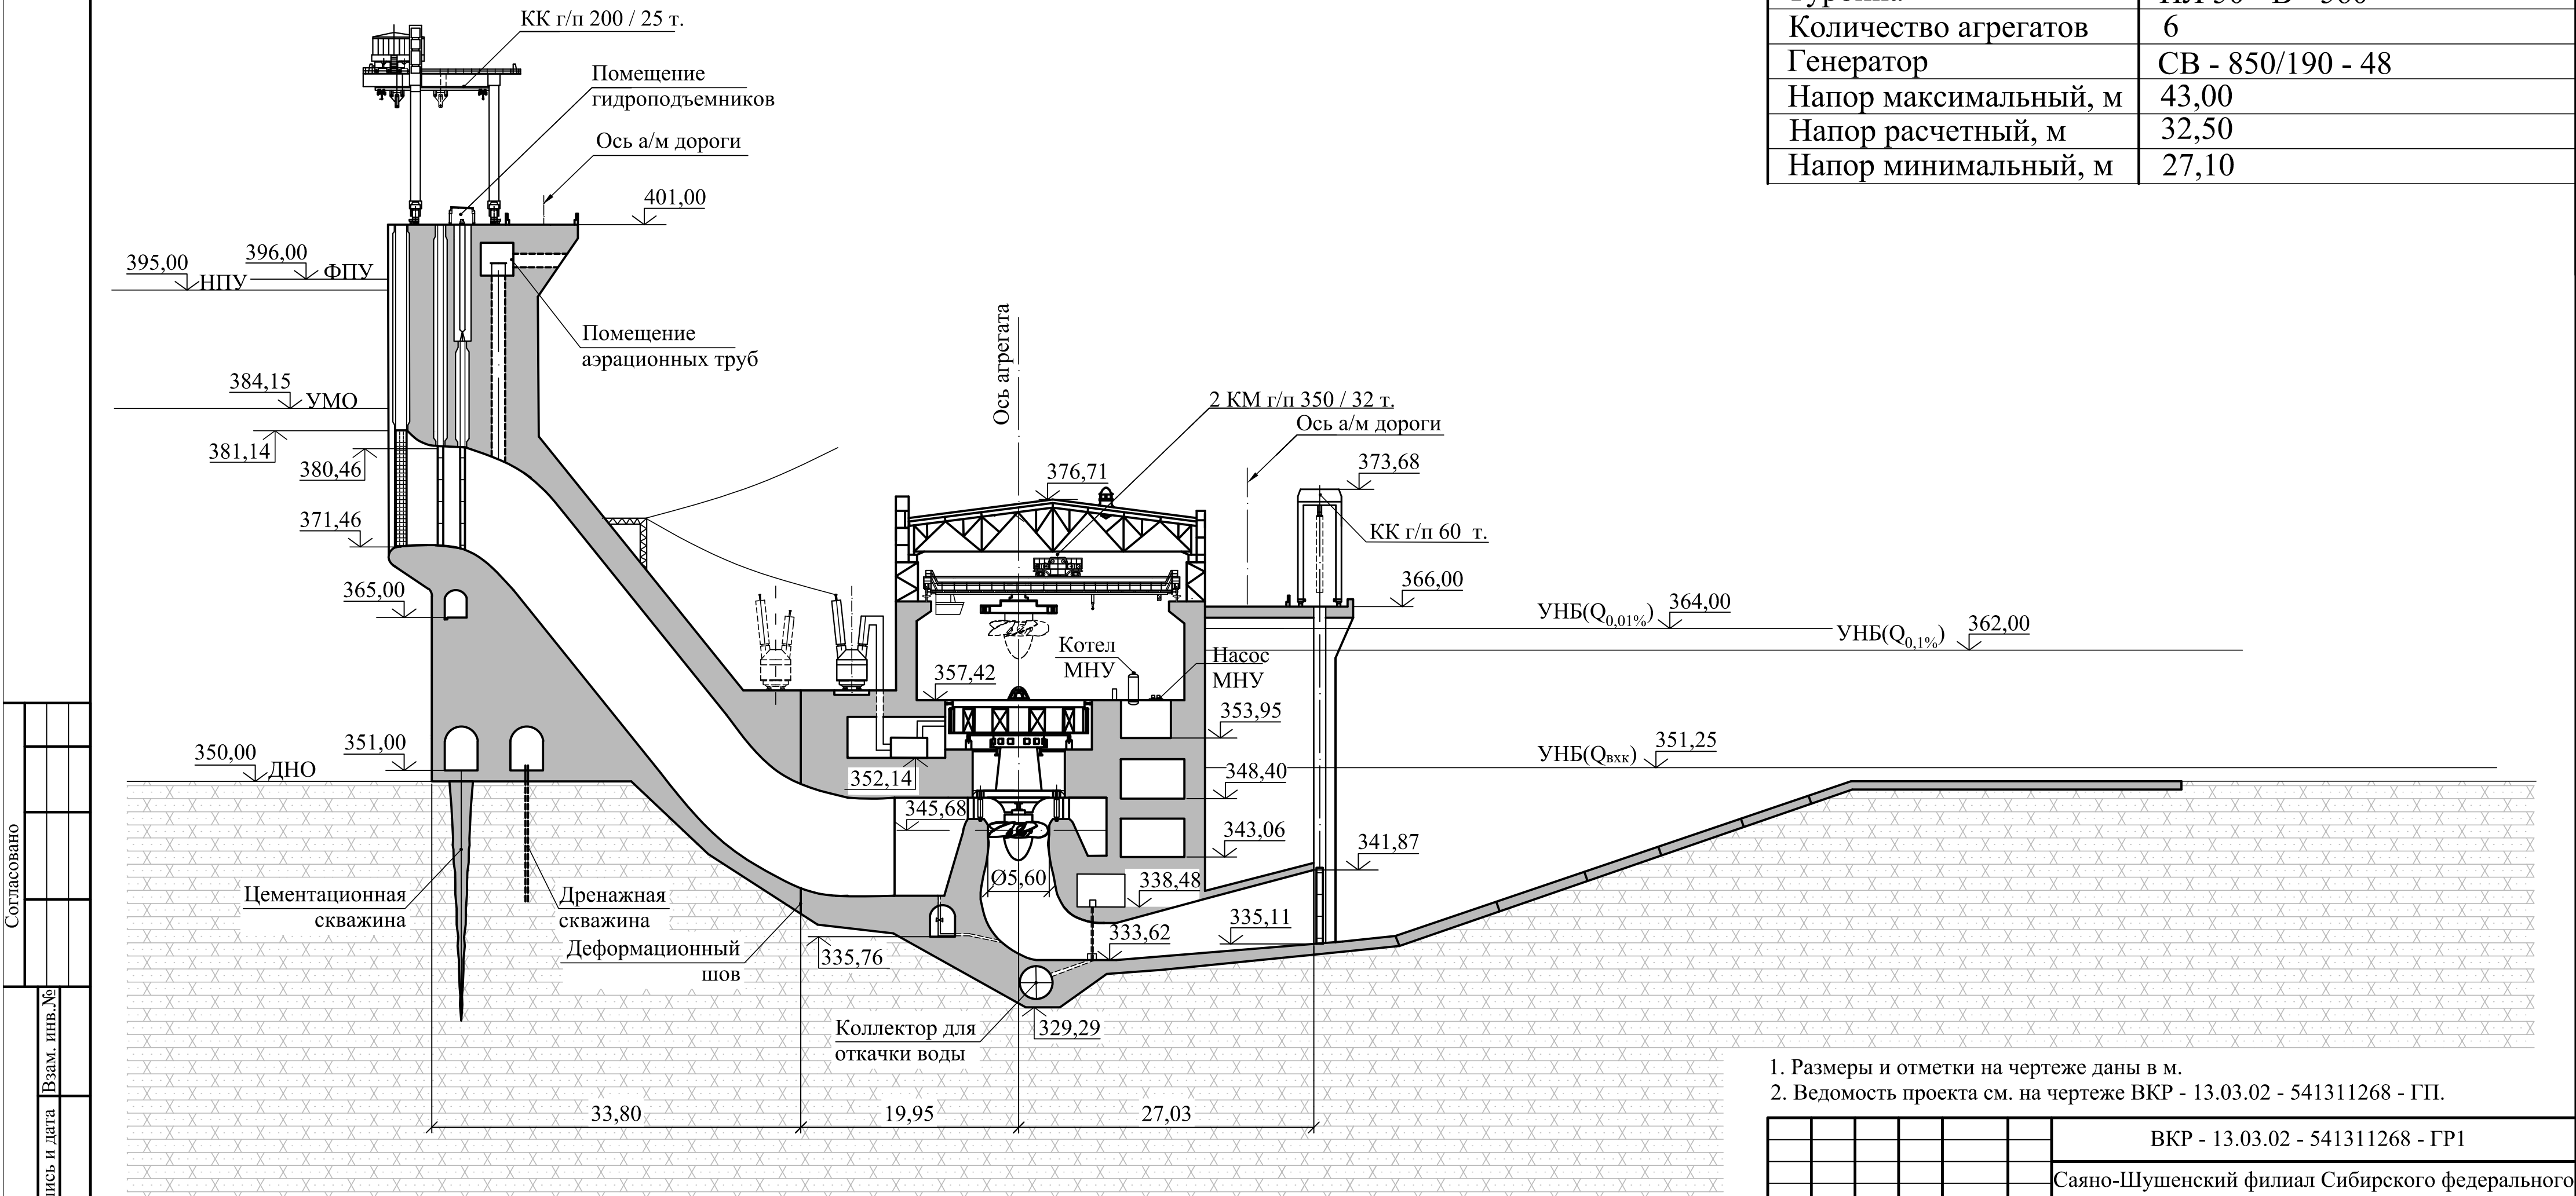 КК г/п 200 / 25 т.
Помещение
гидроподъемников
Ось а/м дороги
401,00
396,00
ФПУ
395,00
НПУ
Помещение
аэрационных труб
384,15
УМО
381,14
380,46
371,46
365,00
351,00
350,00
ДНО
Цементационная
скважина
Дренажная
скважина
Деформационный
шов
335,76
Коллектор для
откачки воды
329,29
33,80
19,95
27,03
Ось агрегата
2 КМ г/п 350 / 32 т.
Ось а/м дороги
376,71
373,68
КК г/п 60 т.
366,00
УНБ(Q0,01%) 364,00
УНБ(Q0,1%) 362,00
Котел
МНУ
Насос
МНУ
357,42
353,95
УНБ(Qвхк) 351,25
352,14
348,40
345,68
343,06
341,87
Ø5,60
338,48
335,11
333,62
Количество агрегатов 6
Генератор СВ - 850/190 - 48
Напор максимальный, м 43,00
Напор расчетный, м 32,50
Напор минимальный, м 27,10
1. Размеры и отметки на чертеже даны в м.
2. Ведомость проекта см. на чертеже ВКР - 13.03.02 - 541311268 - ГП.
ВКР - 13.03.02 - 541311268 - ГР1
Саяно-Шушенский филиал Сибирского федерального
Согласовано
Взам. инв.№
и дата